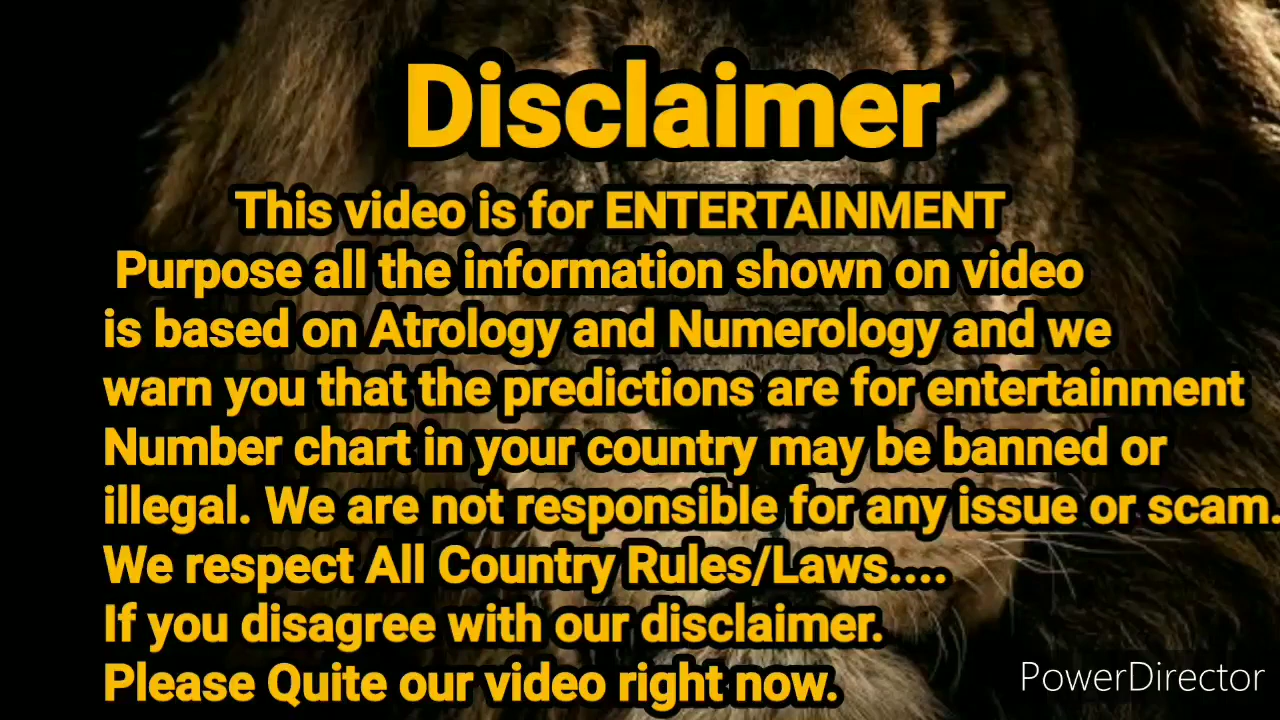 Disclaimer
This video is for ENTERTAINMENT
Purpose all the information shown on video
is based on Atrology and Numerology and we
warn you that the predictions are for entertainment
Number chart in your country may be banned or
illegal. We are not responsible for any issue or scam.
We respect All Country Rules/Laws....
If you disagree with our disclaimer.
Please Quite our video right now.
PowerDirector